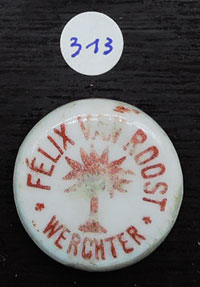 313
FÉLIX VAN ROOST
* WERCHTER *